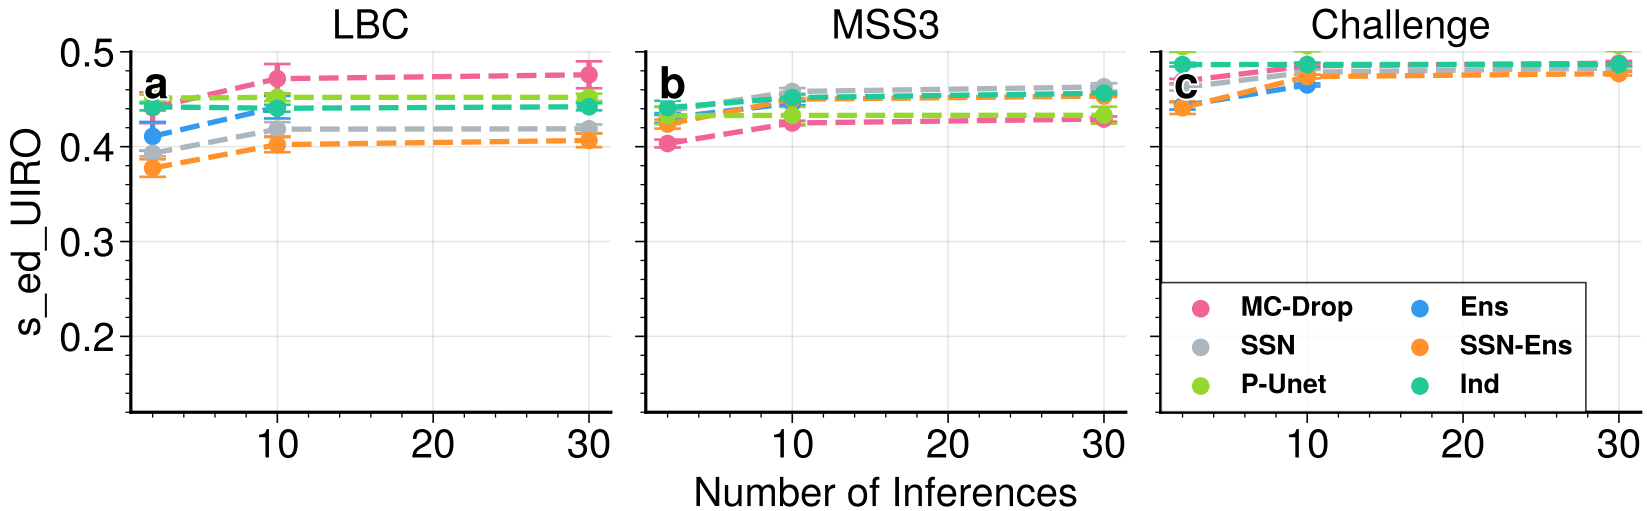 LBC
MSS3
Challenge
s_ed_UIRO
0.5
0.4
0.3
0.2
a
b
c
MC-Drop
Ens
SSN
SSN-Ens
P-Unet
Ind
10 20 30
10 20 30
10 20 30
Number of Inferences